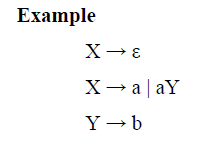 Example
X → ε
X → a | aY
Y → b